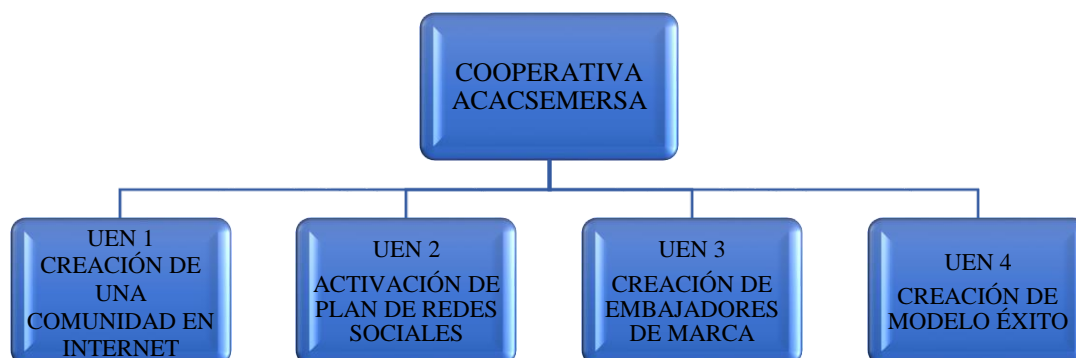 COOPERATIVA
ACACSEMERSA
UEN 1
CREACIÓN DE
UNA
COMUNIDAD EN
INTERNET
UEN 2
ACTIVACIÓN DE
PLAN DE REDES
SOCIALES
UEN 3
CREACIÓN DE
EMBAJADORES
DE MARCA
UEN 4
CREACIÓN DE
MODELO ÉXITO